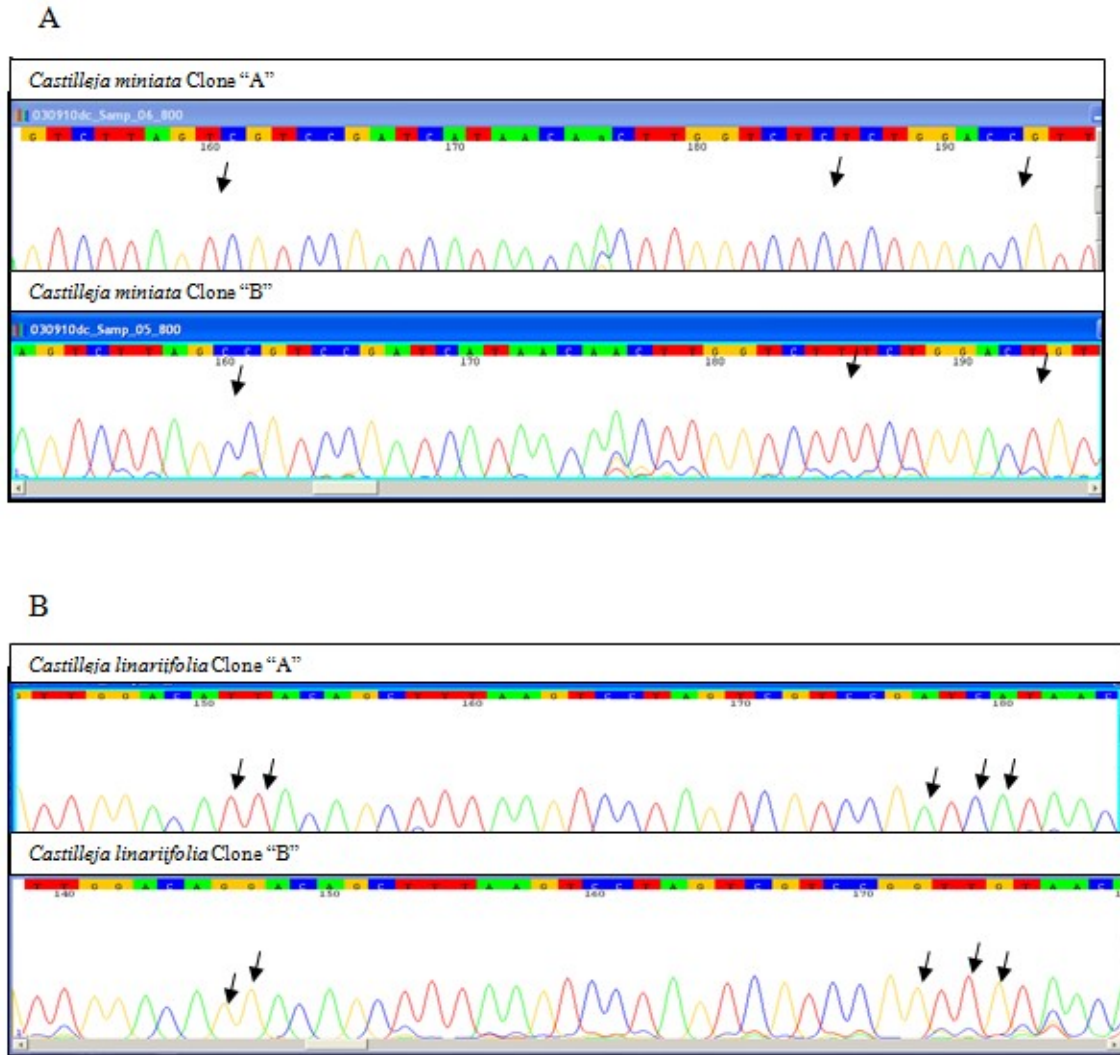 A
Castilleja miniata Clone “A”
030910dc_Samp_06_800
G T C T T A G T C G T C C G A T C A T A A C A C T T G G T C T C T C T G G A C C G T T
160 170 180 190
Castilleja miniata Clone “B”
030910dc_Samp_05_800
A G T C T T A G C C G T C C G A T C A T A A C A A C T T G G T C T T T C T G G A C T G T
160 170 180 190
B
Castilleja linariifolia Clone “A”
T T G G A C A T T A C A G C T T T A A G T C C T A G T C G T C C G A T C A T A A C
150 160 170 180
Castilleja linariifolia Clone “B”
T T G G A C A G G A C A G C T T T A A G T C C T A G T C G T C C G G T T G T A A C
140 150 160 170